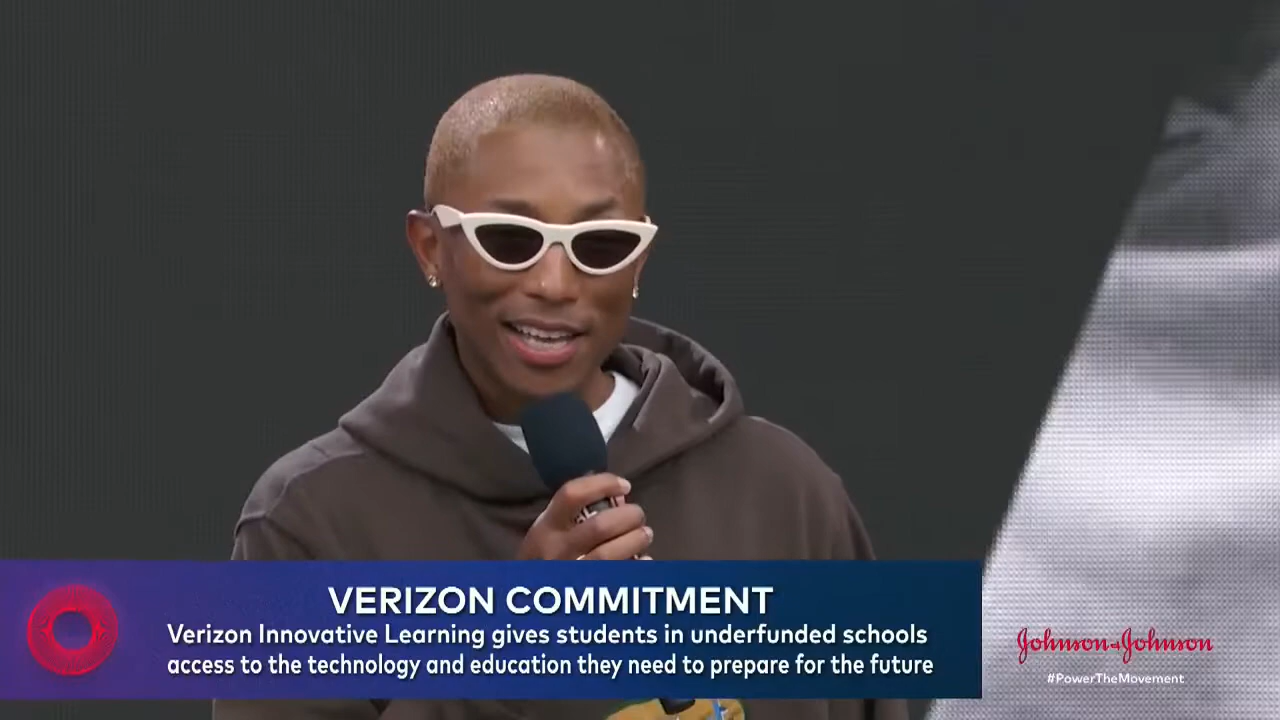 VERIZON COMMITMENT
Verizon Innovative Learning gives students in underfunded schools
access to the technology and education they need to prepare for the future
Johnson & Johnson
#PowerTheMovement